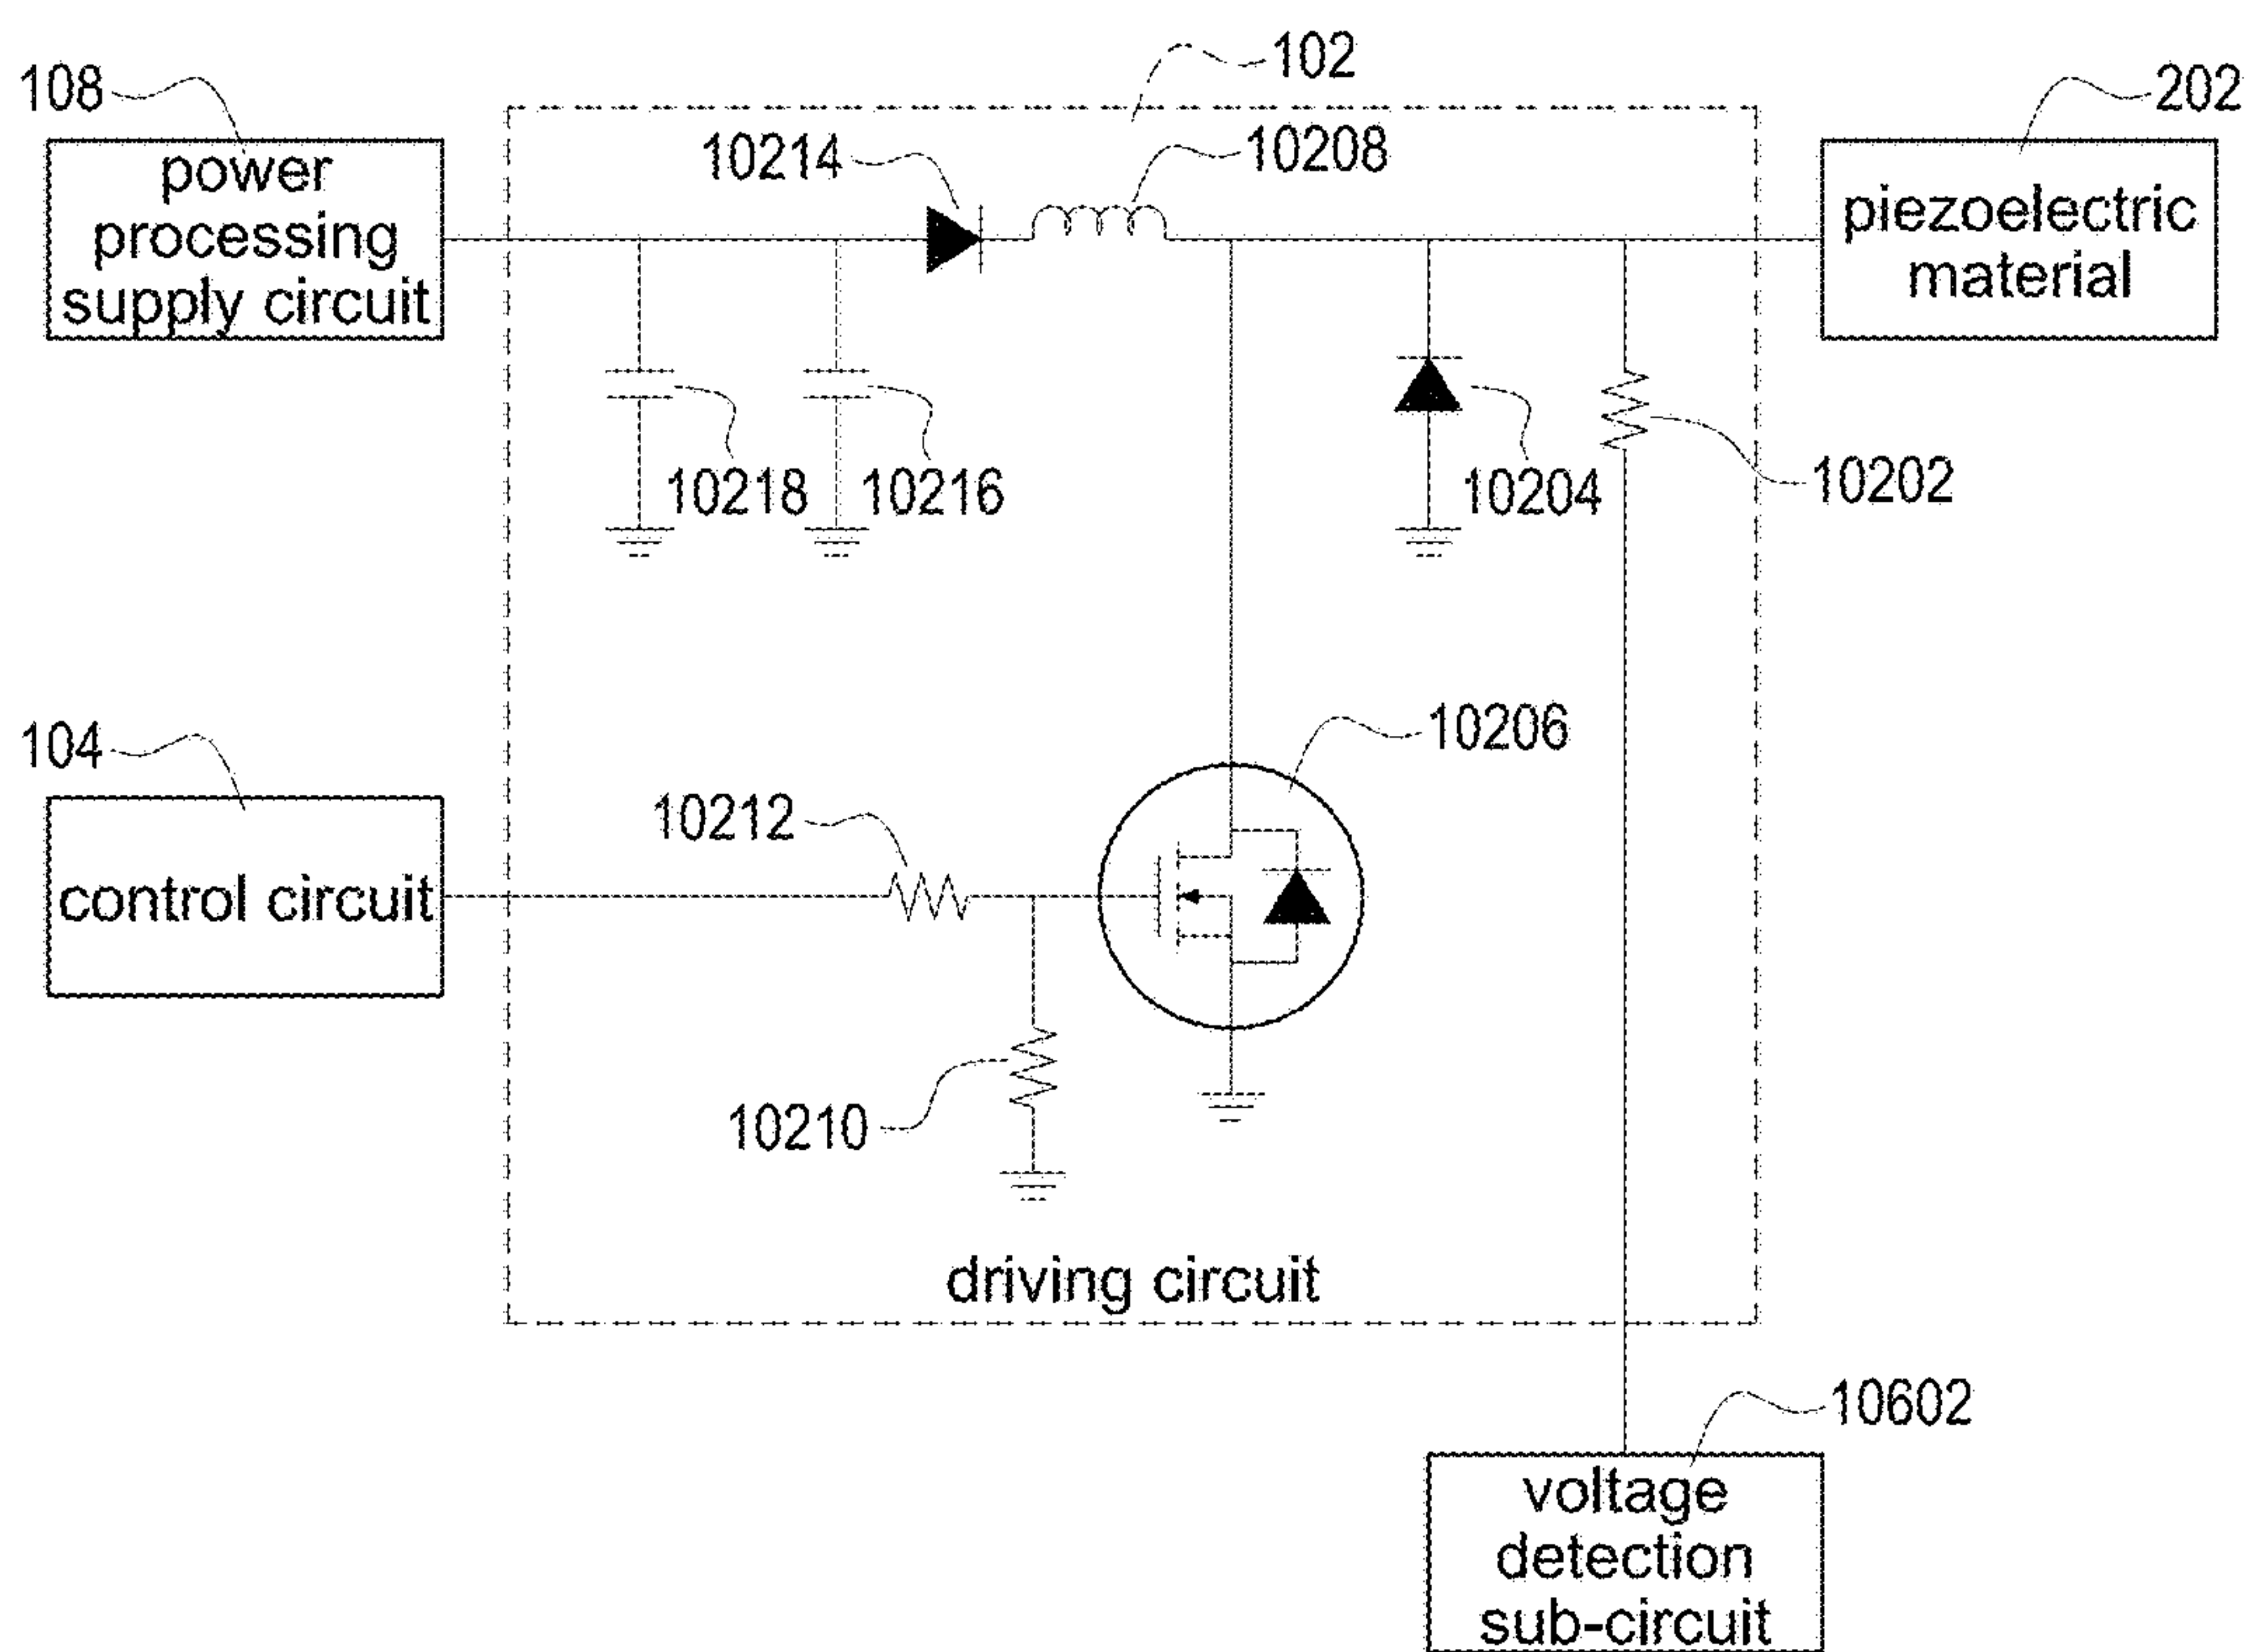 102
108
202
10214
10208
power
processing
supply circuit
piezoelectric
material
10218
10216
10204
10202
10206
104
10212
control circuit
10210
driving circuit
10602
voltage
detection
sub-circuit